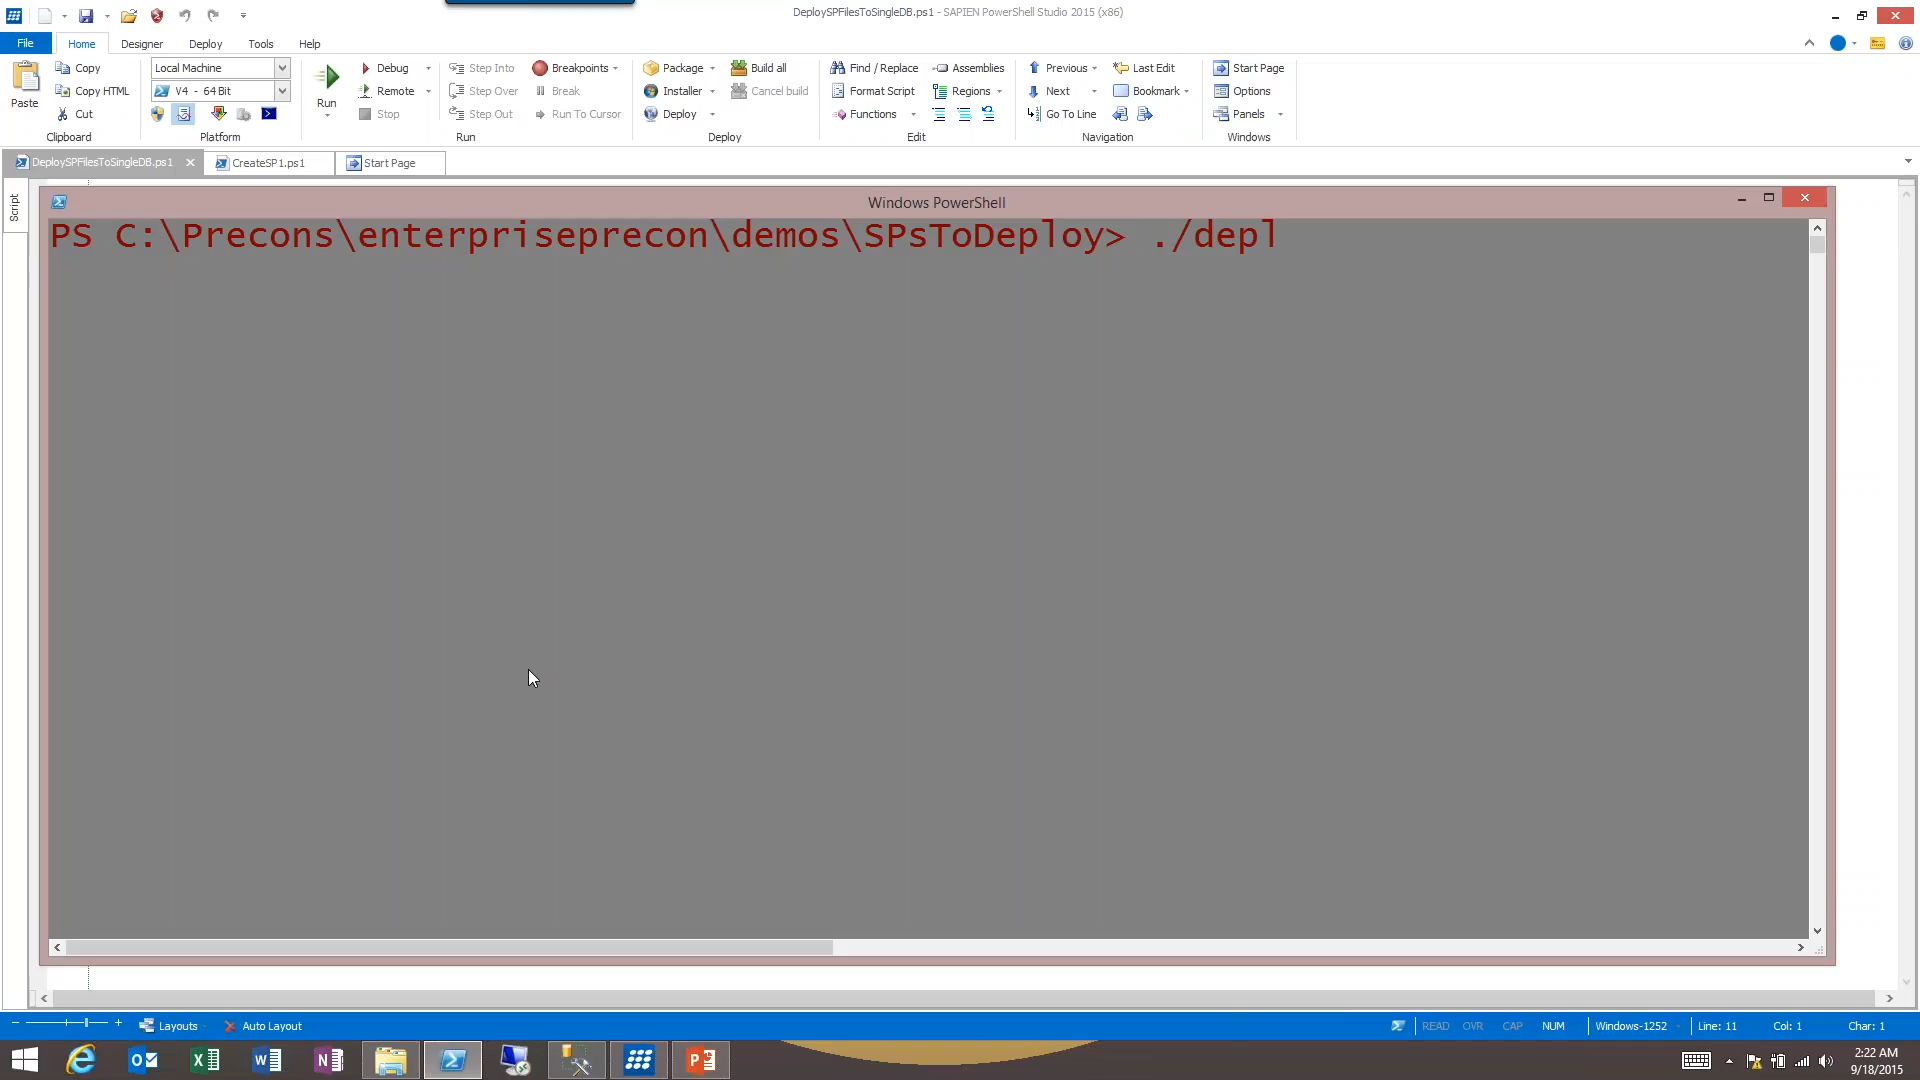 DeploySPFilesToSingleDB.ps1 - SAPIEN PowerShell Studio 2015 (x86)
File Home Designer Deploy Tools Help
Paste
Copy
Copy HTML
Cut
Clipboard
Local Machine
V4 - 64 Bit
Platform
Run
Debug
Remote
Stop
Step Into
Step Over
Step Out
Breakpoints
Break
Run To Cursor
Run
Package
Installer
Deploy
Build all
Cancel build
Deploy
Find / Replace
Format Script
Functions
Assemblies
Regions
Edit
Previous
Next
Go To Line
Last Edit
Bookmark
Navigation
Start Page
Options
Panels
Windows
DeploySPFilesToSingleDB.ps1 CreateSP1.ps1 Start Page
Script
Windows PowerShell
PS C:\Precons\enterpriseprecon\demos\SPsToDeploy> ./depl
Layouts Auto Layout READ OVR CAP NUM Windows-1252 Line: 11 Col: 1 Char: 1
2:22 AM
9/18/2015